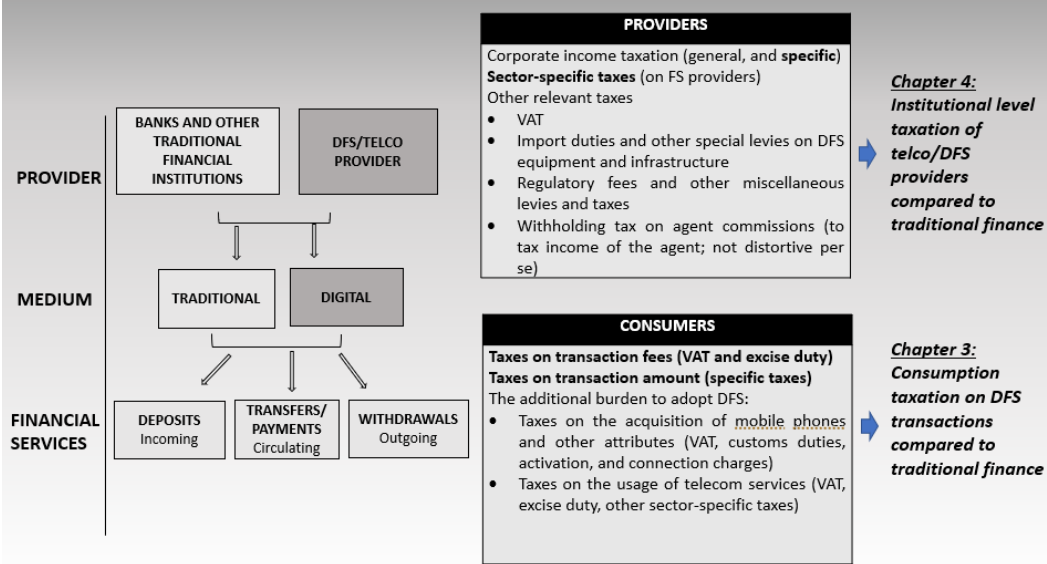 PROVIDER
BANKS AND OTHER
TRADITIONAL
FINANCIAL
INSTITUTIONS
DFS/TELCO
PROVIDER
MEDIUM
TRADITIONAL
DIGITAL
FINANCIAL
SERVICES
DEPOSITS
Incoming
TRANSFERS/
PAYMENTS
Circulating
WITHDRAWALS
Outgoing
PROVIDERS
Corporate income taxation (general, and specific)
Sector-specific taxes (on FS providers)
Other relevant taxes
• VAT
• Import duties and other special levies on DFS
equipment and infrastructure
• Regulatory fees and other miscellaneous
levies and taxes
• Withholding tax on agent commissions (to
tax income of the agent; not distortive per
se)
Chapter 4:
Institutional level
taxation of
telco/DFS
providers
compared to
traditional finance
CONSUMERS
Taxes on transaction fees (VAT and excise duty)
Taxes on transaction amount (specific taxes)
The additional burden to adopt DFS:
• Taxes on the acquisition of mobile phones
and other attributes (VAT, customs duties,
activation, and connection charges)
• Taxes on the usage of telecom services (VAT,
excise duty, other sector-specific taxes)
Chapter 3:
Consumption
taxation on DFS
transactions
compared to
traditional finance